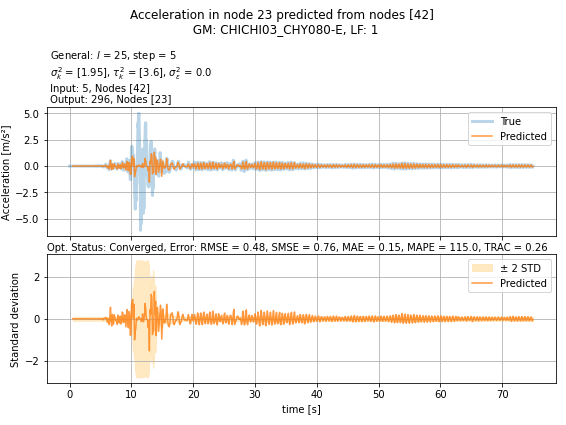 Acceleration in node 23 predicted from nodes [42]
GM: CHICHI03_CHY080-E, LF: 1
General: l = 25, step = 5
σ²ₖ = [1.95], τ²ₖ = [3.6], σ²ε = 0.0
Input: 5, Nodes [42]
Output: 296, Nodes [23]
Acceleration [m/s²]
5.0
2.5
0.0
−2.5
−5.0
True
Predicted
Opt. Status: Converged, Error: RMSE = 0.48, SMSE = 0.76, MAE = 0.15, MAPE = 115.0, TRAC = 0.26
Standard deviation
2
0
−2
± 2 STD
Predicted
0 10 20 30 40 50 60 70
time [s]